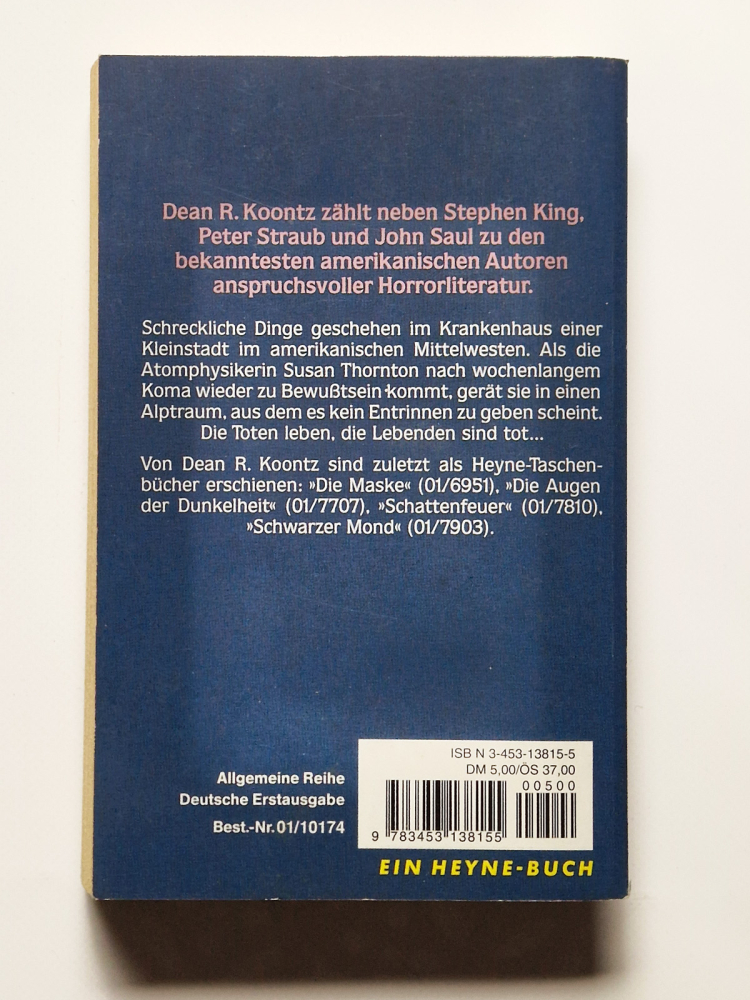 Dean R. Koontz zählt neben Stephen King,
Peter Straub und John Saul zu den
bekanntesten amerikanischen Autoren
anspruchsvoller Horrorliteratur.
Schreckliche Dinge geschehen im Krankenhaus einer
Kleinstadt im amerikanischen Mittelwesten. Als die
Atomphysikerin Susan Thornton nach wochenlangem
Koma wieder zu Bewußtsein kommt, gerät sie in einen
Alptraum, aus dem es kein Entrinnen zu geben scheint.
Die Toten leben, die Lebenden sind tot...
Von Dean R. Koontz sind zuletzt als Heyne-Taschen-
bücher erschienen: »Die Maske« (01/6951), »Die Augen
der Dunkelheit« (01/7707), »Schattenfeuer« (01/7810),
»Schwarzer Mond« (01/7903).
ISBN 3-453-13815-5
DM 5,00/ÖS 37,00
00500
9 783453 138155
Allgemeine Reihe
Deutsche Erstausgabe
Best.-Nr. 01/10174
EIN HEYNE-BUCH